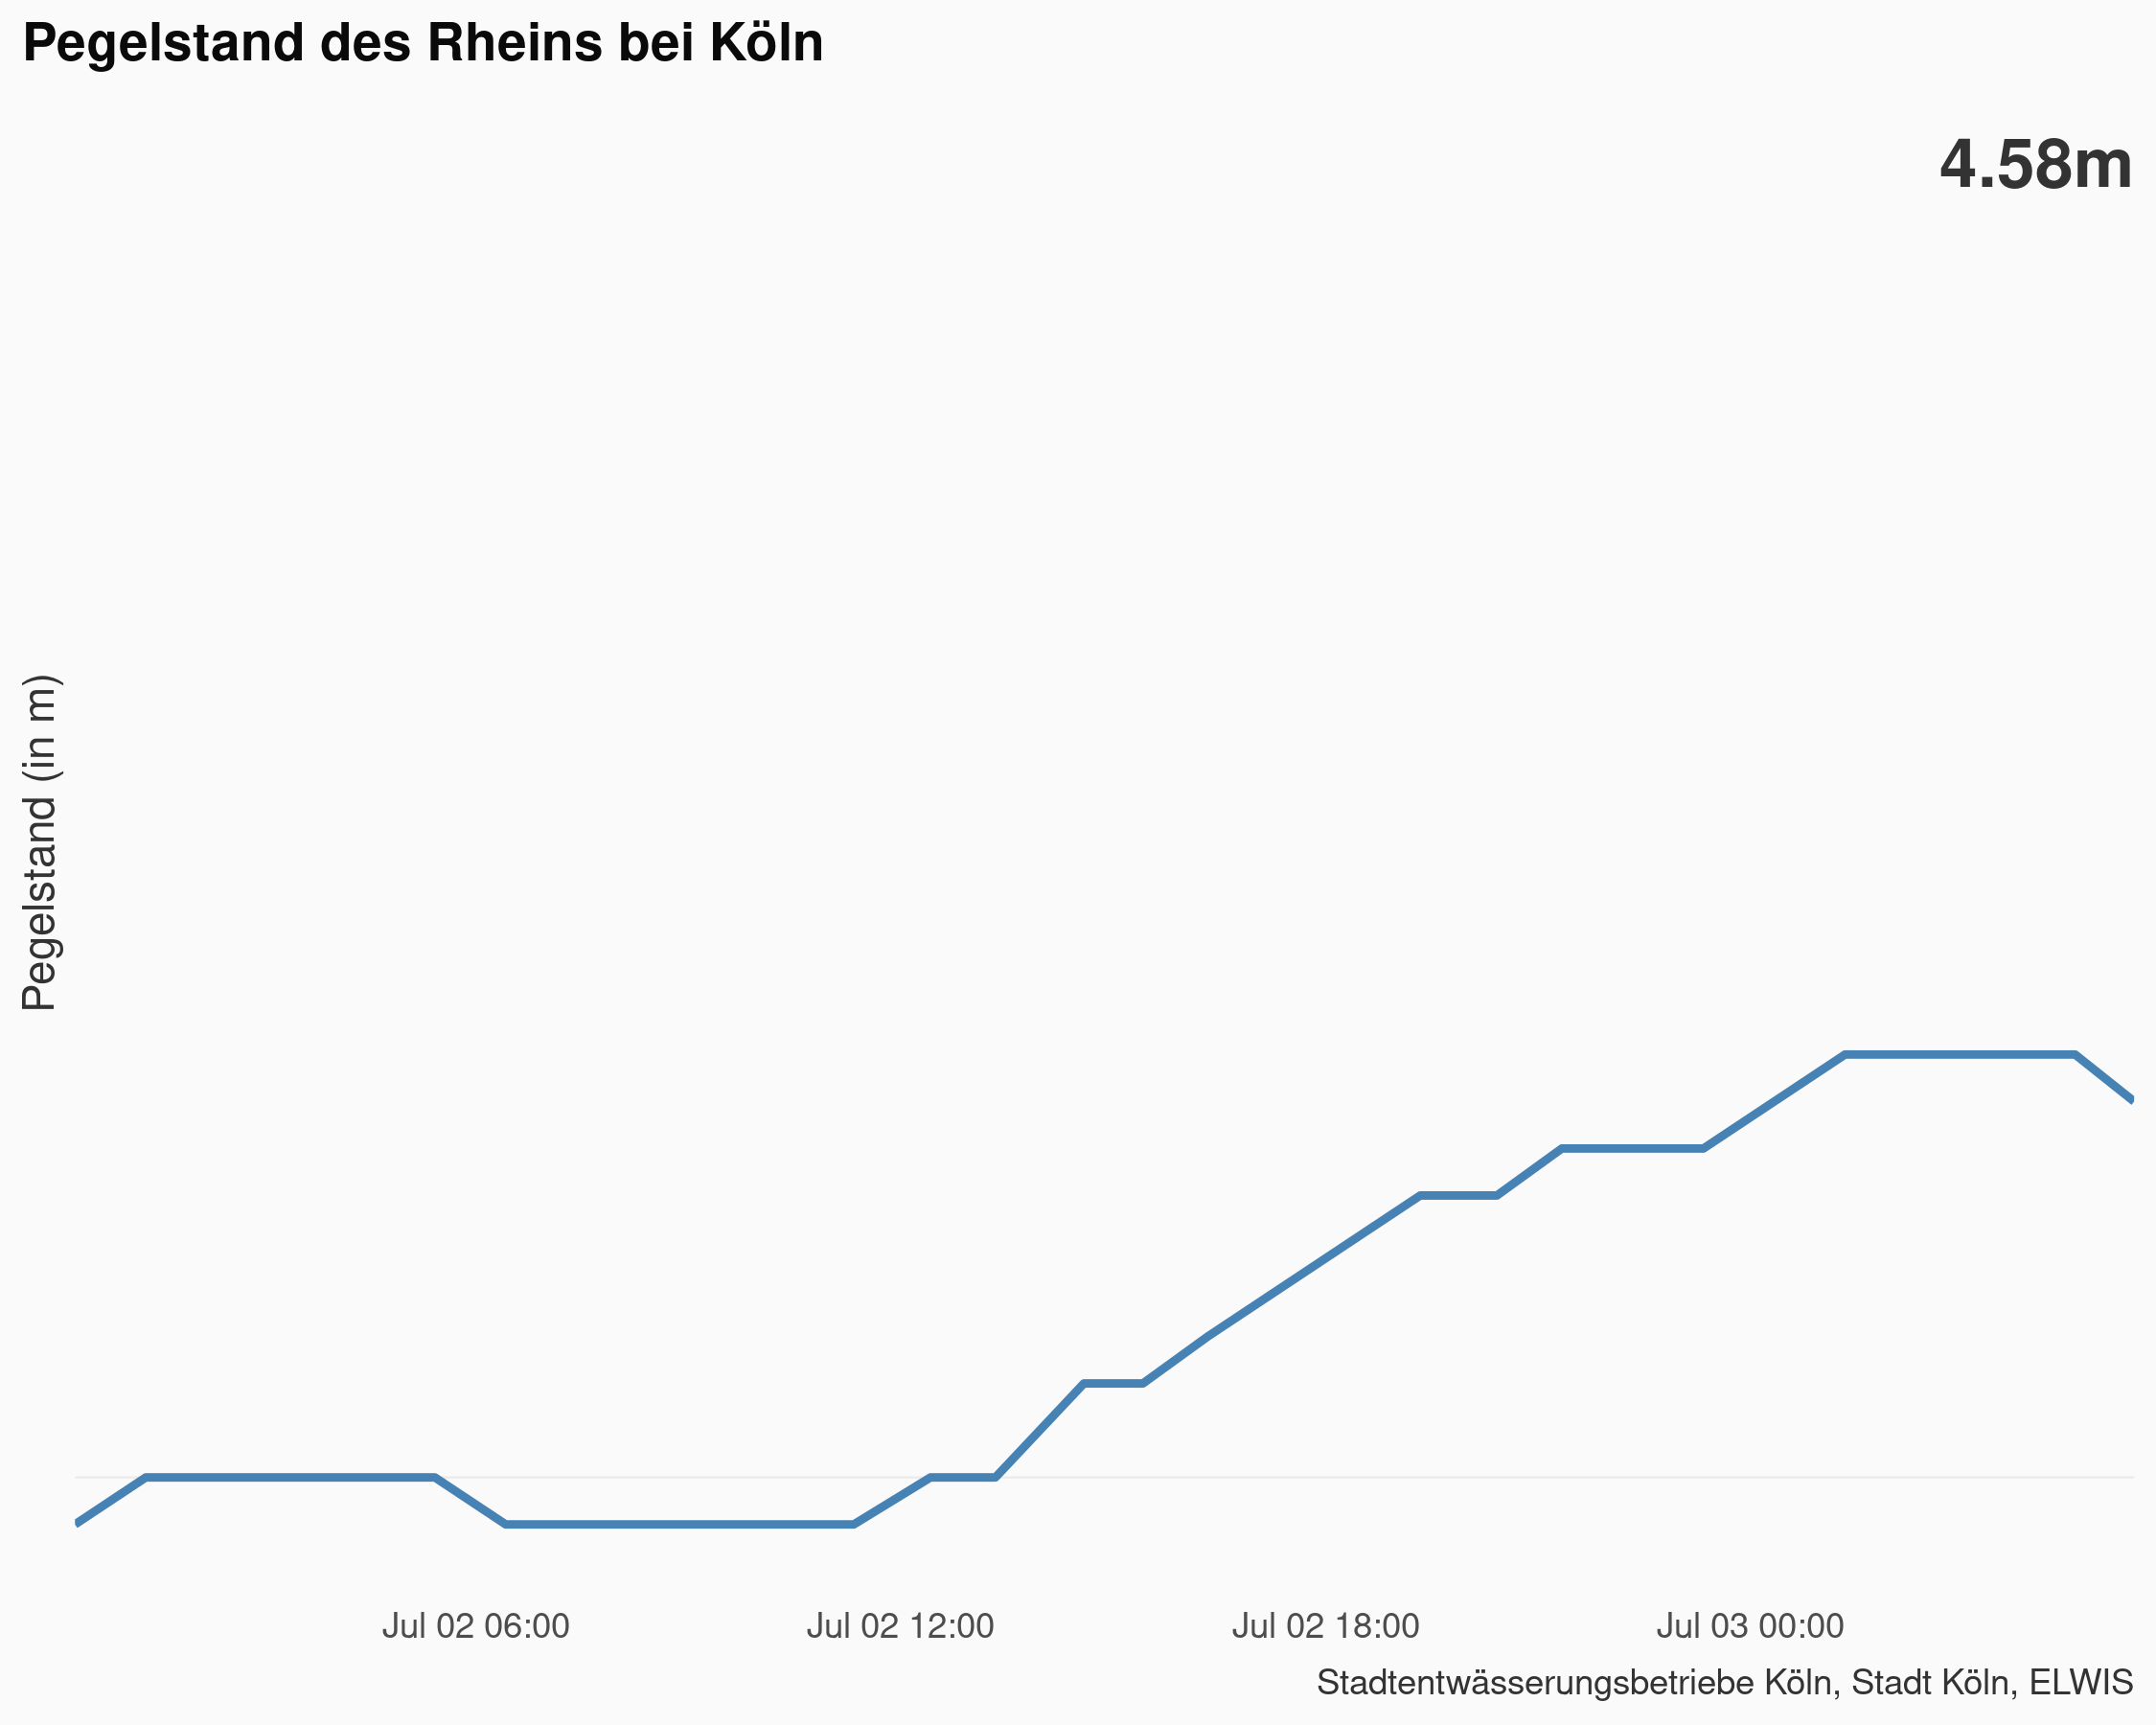 Pegelstand des Rheins bei Köln
4.58m
Pegelstand (in m)
Jul 02 06:00
Jul 02 12:00
Jul 02 18:00
Jul 03 00:00
Stadtentwässerungsbetriebe Köln, Stadt Köln, ELWIS